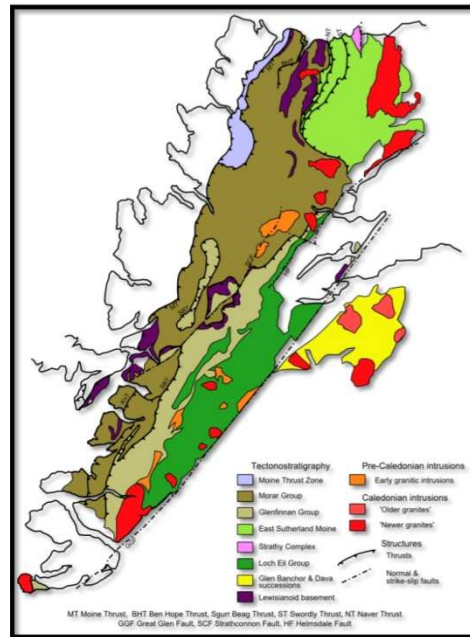 MT
NT
ST
Tectonostratigraphy
Moine Thrust Zone
Morar Group
Glenfinnan Group
East Sutherland Moine
Strathy Complex
Loch Eil Group
Glen Banchor & Dava
successions
Lewisianoid basement
Pre-Caledonian intrusions
Early granitic intrusions
Caledonian intrusions
'Older granites'
'Newer granites'
Structures
Thrusts
Normal &
strike-slip faults
MT Moine Thrust, BHT Ben Hope Thrust, Sgurr Beag Thrust, ST Swordly Thrust, NT Naver Thrust
GGF Great Glen Fault, SCF Strathconnon Fault, HF Helmsdale Fault